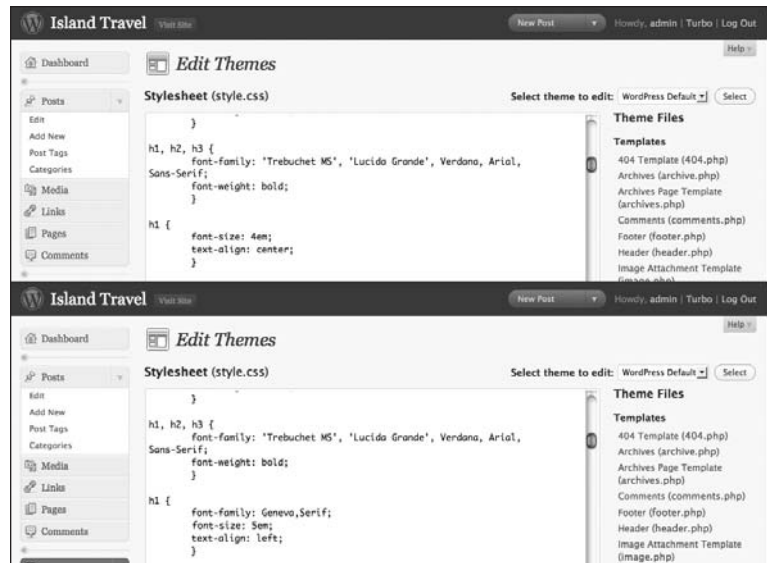 Island Travel Visit Site New Post Howdy, admin | Turbo | Log Out
Help
Dashboard
Edit Themes
Posts
Stylesheet (style.css)
Select theme to edit: WordPress Default Select
Edit
Add New
Post Tags
Categories
Media
Links
Pages
Comments
}
h1, h2, h3 {
font-family: 'Trebuchet MS', 'Lucida Grande', Verdana, Arial,
Sans-Serif;
font-weight: bold;
}
h1 {
font-size: 4em;
text-align: center;
}
Theme Files
Templates
404 Template (404.php)
Archives (archive.php)
Archives Page Template
(archives.php)
Comments (comments.php)
Footer (footer.php)
Header (header.php)
Image Attachment Template
(image.php)
Island Travel Visit Site New Post Howdy, admin | Turbo | Log Out
Help
Dashboard
Edit Themes
Posts
Stylesheet (style.css)
Select theme to edit: WordPress Default Select
Edit
Add New
Post Tags
Categories
Media
Links
Pages
Comments
}
h1, h2, h3 {
font-family: 'Trebuchet MS', 'Lucida Grande', Verdana, Arial,
Sans-Serif;
font-weight: bold;
}
h1 {
font-family: Geneva,Serif;
font-size: 5em;
text-align: left;
}
Theme Files
Templates
404 Template (404.php)
Archives (archive.php)
Archives Page Template
(archives.php)
Comments (comments.php)
Footer (footer.php)
Header (header.php)
Image Attachment Template
(image.php)